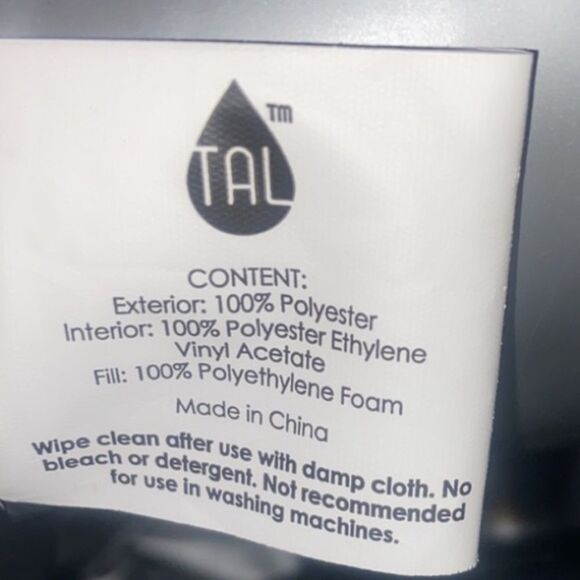 TM
TAL
CONTENT:
Exterior: 100% Polyester
Interior: 100% Polyester Ethylene
Vinyl Acetate
Fill: 100% Polyethylene Foam
Made in China
Wipe clean after use with damp cloth. No
bleach or detergent. Not recommended
for use in washing machines.